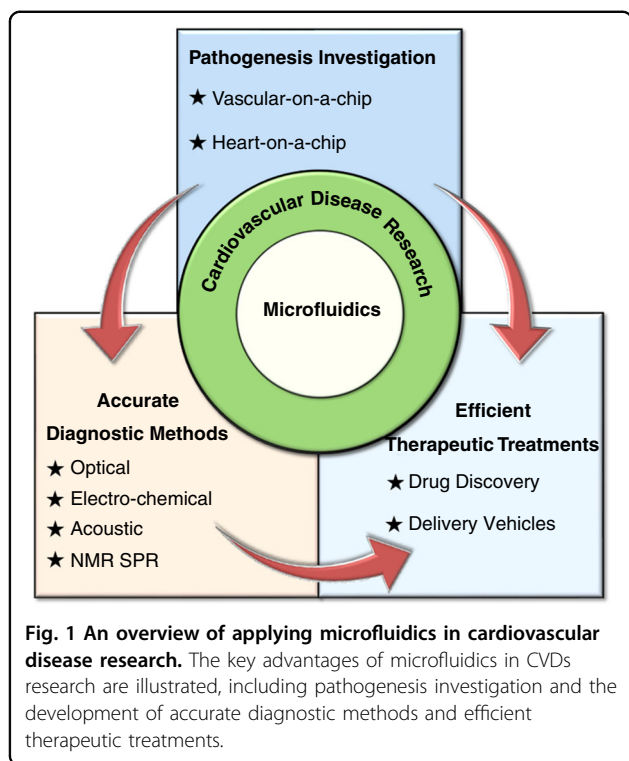 Pathogenesis Investigation
★ Vascular-on-a-chip
★ Heart-on-a-chip
Cardiovascular Disease Research
Microfluidics
Accurate
Diagnostic Methods
★ Optical
★ Electro-chemical
★ Acoustic
★ NMR SPR
Efficient
Therapeutic Treatments
★ Drug Discovery
★ Delivery Vehicles
Fig. 1 An overview of applying microfluidics in cardiovascular
disease research. The key advantages of microfluidics in CVDs
research are illustrated, including pathogenesis investigation and the
development of accurate diagnostic methods and efficient
therapeutic treatments.